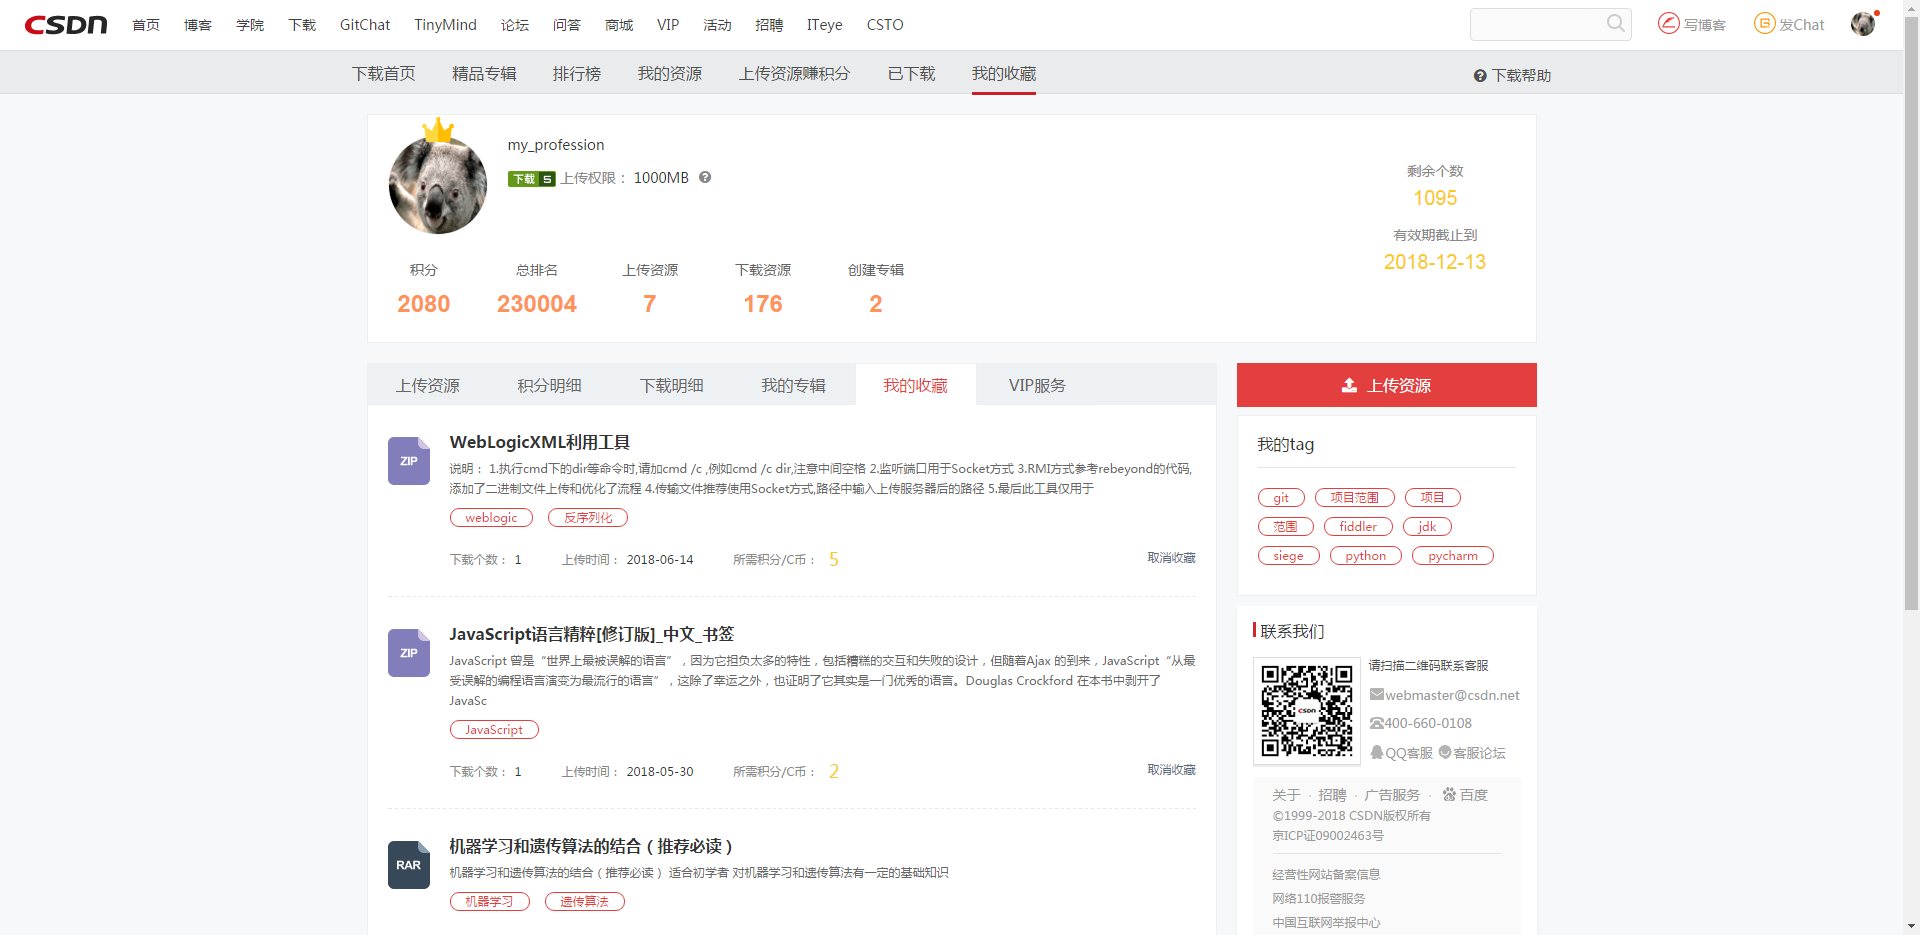 CSDN 首页 博客 学院 下载 GitChat TinyMind 论坛 问答 商城 VIP 活动 招聘 ITeye CSTO 写博客 发Chat
下载首页 精品专辑 排行榜 我的资源 上传资源赚积分 已下载 我的收藏 下载帮助
my_profession
下载 5 上传权限： 1000MB
剩余个数
1095
有效期截止到
2018-12-13
积分 总排名 上传资源 下载资源 创建专辑
2080 230004 7 176 2
上传资源 积分明细 下载明细 我的专辑 我的收藏 VIP服务
ZIP
WebLogicXML利用工具
说明： 1.执行cmd下的dir等命令时,请加cmd /c ,例如cmd /c dir,注意中间空格 2.监听端口用于Socket方式 3.RMI方式参考rebeyond的代码,
添加了二进制文件上传和优化了流程 4.传输文件推荐使用Socket方式,路径中输入上传服务器后的路径 5.最后此工具仅用于
weblogic 反序列化
下载个数： 1 上传时间： 2018-06-14 所需积分/C币： 5 取消收藏
ZIP
JavaScript语言精粹[修订版]_中文_书签
JavaScript 曾是“世界上最被误解的语言”，因为它担负太多的特性，包括糟糕的交互和失败的设计，但随着Ajax 的到来，JavaScript“从最
受误解的编程语言演变为最流行的语言”，这除了幸运之外，也证明了它其实是一门优秀的语言。Douglas Crockford 在本书中剥开了
JavaSc
JavaScript
下载个数： 1 上传时间： 2018-05-30 所需积分/C币： 2 取消收藏
RAR
机器学习和遗传算法的结合（推荐必读）
机器学习和遗传算法的结合（推荐必读） 适合初学者 对机器学习和遗传算法有一定的基础知识
机器学习 遗传算法
上传资源
我的tag
git 项目范围 项目
范围 fiddler jdk
siege python pycharm
联系我们
CSDN
请扫描二维码联系客服
webmaster@csdn.net
400-660-0108
QQ客服 客服论坛
关于 · 招聘 · 广告服务 · 百度
©1999-2018 CSDN版权所有
京ICP证09002463号
经营性网站备案信息
网络110报警服务
中国互联网举报中心